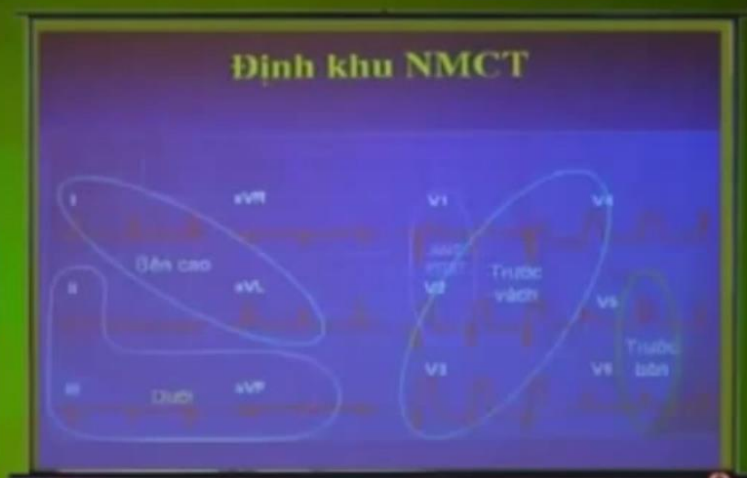 Định khu NMCT
I aVR V1 V4
Bên cao
Trước
vách
II aVL V2 V5
Trước
bên
III Dưới aVF V3 V6